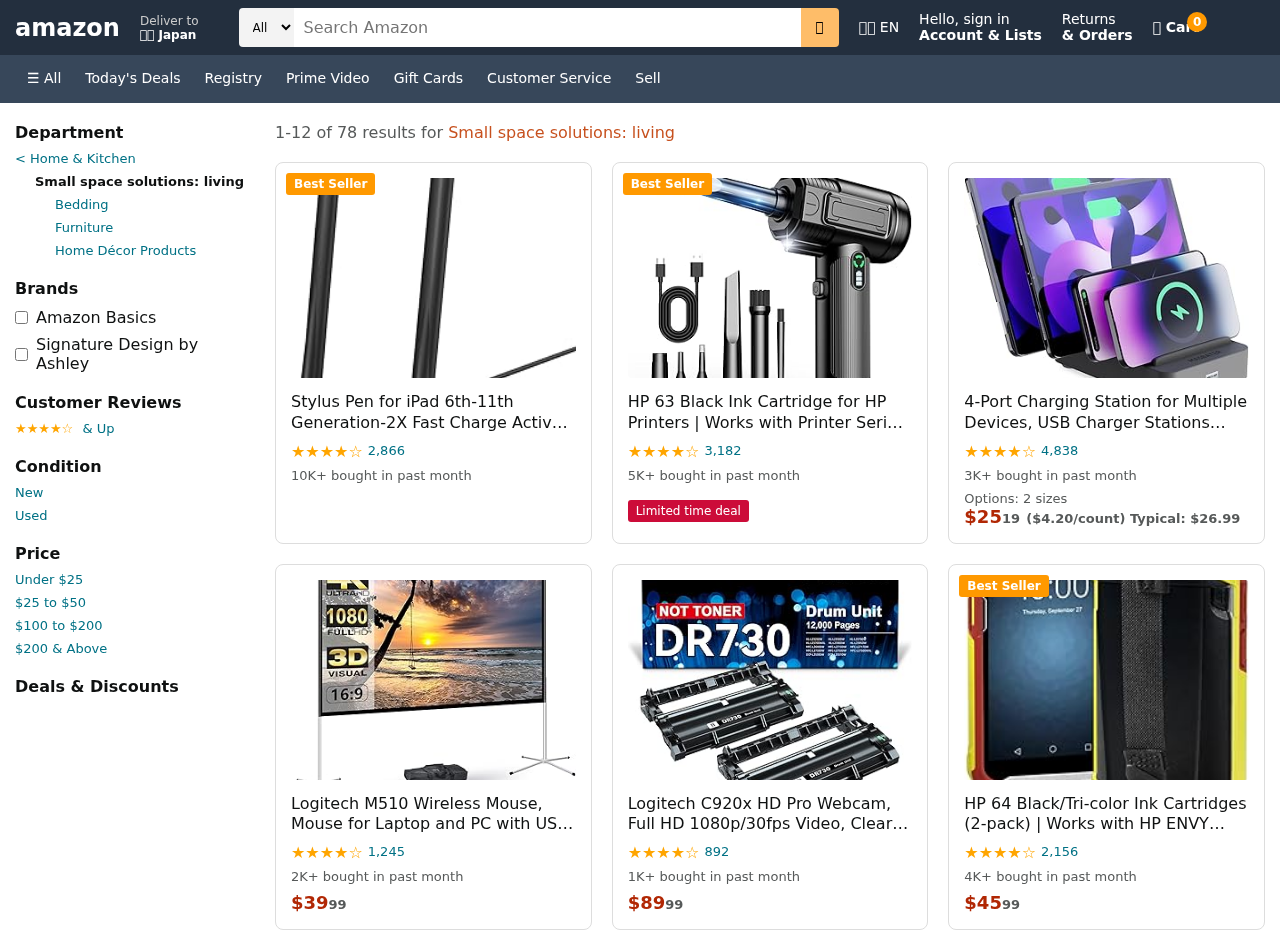 amazon
Deliver to
Japan
All
Search Amazon
EN
Hello, sign in
Account & Lists
Returns
& Orders
0
☰ All
Today's Deals
Registry
Prime Video
Gift Cards
Customer Service
Sell
Department
< Home & Kitchen
Small space solutions: living
Bedding
Furniture
Home Décor Products
Brands
Amazon Basics
Signature Design by
Ashley
Customer Reviews
★★★★☆ & Up
Condition
New
Used
Price
Under $25
$25 to $50
$100 to $200
$200 & Above
Deals & Discounts
1-12 of 78 results for Small space solutions: living
Best Seller
Stylus Pen for iPad 6th-11th
Generation-2X Fast Charge Activ…
★★★★☆ 2,866
10K+ bought in past month
Best Seller
HP 63 Black Ink Cartridge for HP
Printers | Works with Printer Seri…
★★★★☆ 3,182
5K+ bought in past month
Limited time deal
4-Port Charging Station for Multiple
Devices, USB Charger Stations…
★★★★☆ 4,838
3K+ bought in past month
Options: 2 sizes
$2519 ($4.20/count) Typical: $26.99
ULTRAHD
1080
FULLHD
3D
VISUAL
16:9
Logitech M510 Wireless Mouse,
Mouse for Laptop and PC with US…
★★★★☆ 1,245
2K+ bought in past month
$3999
NOT TONER
DR730
Drum Unit
12,000 Pages
DR730
Logitech C920x HD Pro Webcam,
Full HD 1080p/30fps Video, Clear…
★★★★☆ 892
1K+ bought in past month
$8999
Best Seller
Thursday, September 27
HP 64 Black/Tri-color Ink Cartridges
(2-pack) | Works with HP ENVY…
★★★★☆ 2,156
4K+ bought in past month
$4599